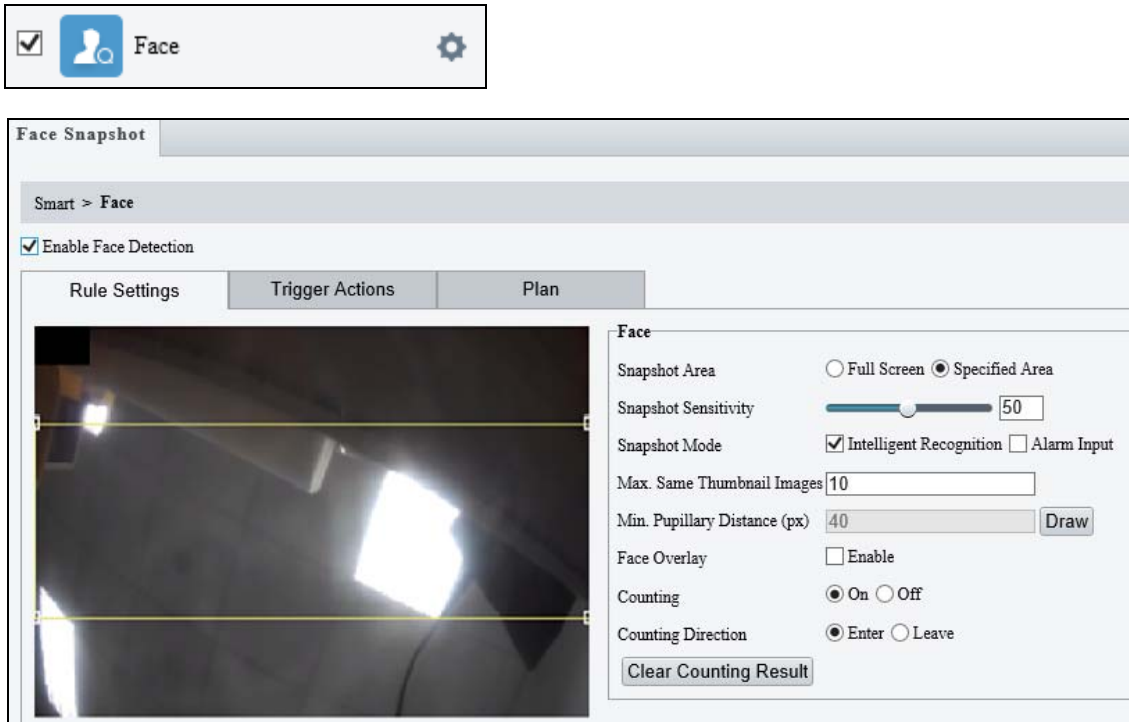 Face
Face Snapshot
Smart > Face
Enable Face Detection
Rule Settings Trigger Actions Plan
Face
Snapshot Area Full Screen Specified Area
Snapshot Sensitivity 50
Snapshot Mode Intelligent Recognition Alarm Input
Max. Same Thumbnail Images 10
Min. Pupillary Distance (px) 40 Draw
Face Overlay Enable
Counting On Off
Counting Direction Enter Leave
Clear Counting Result